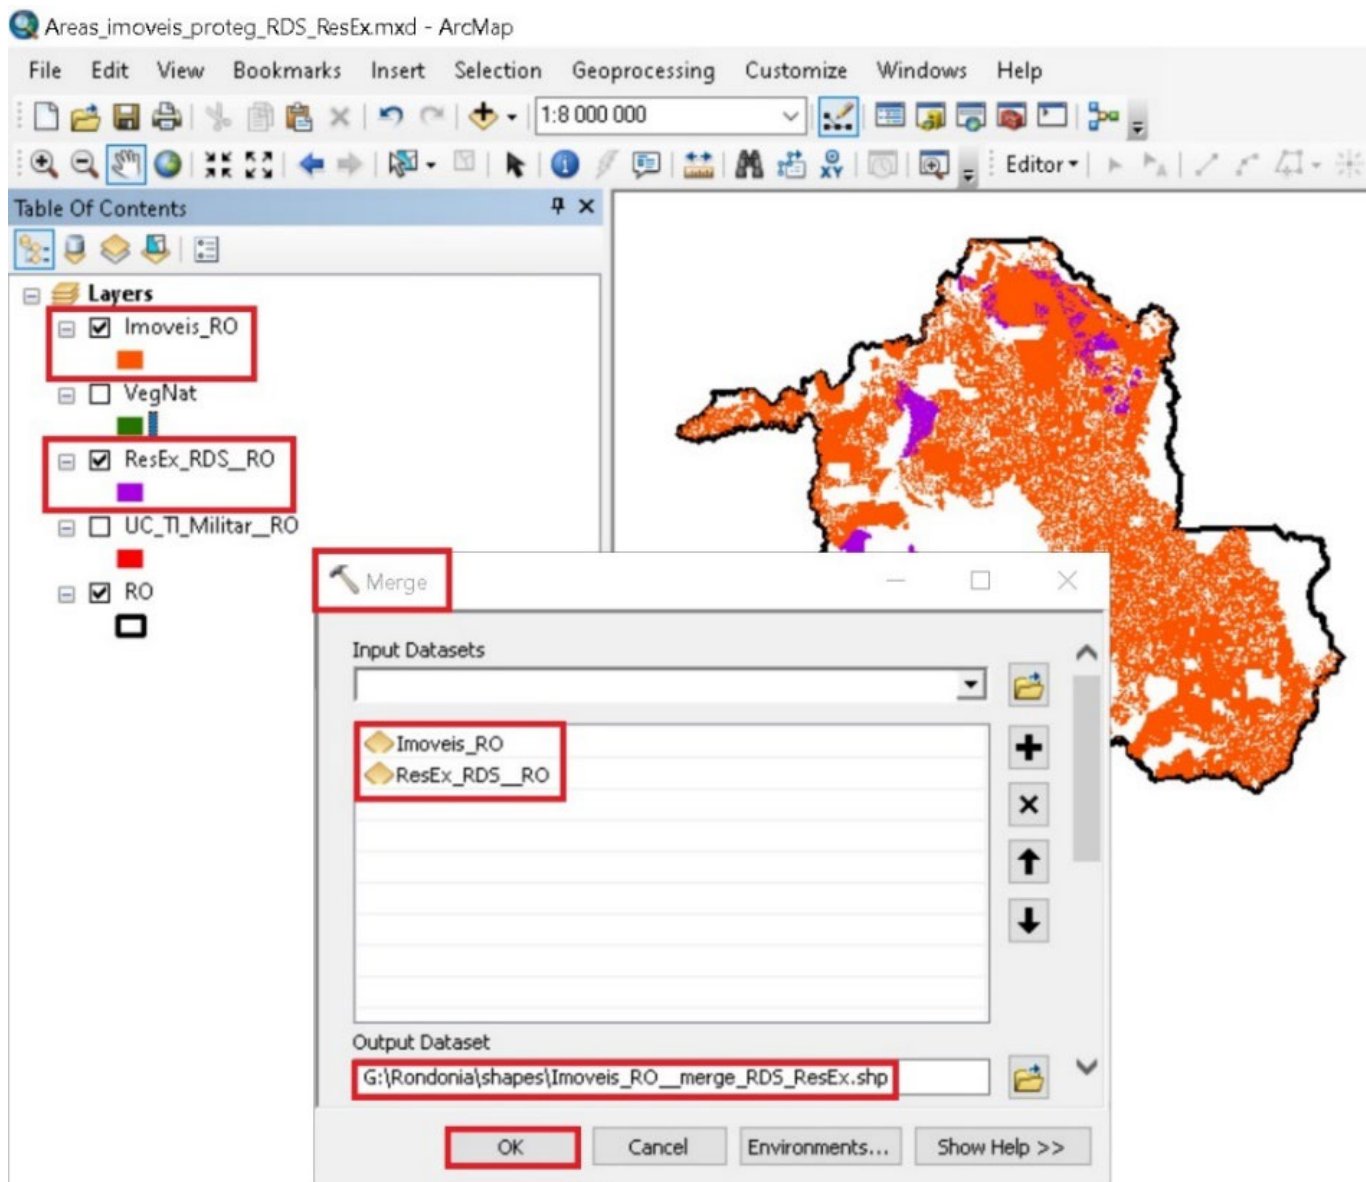 Areas_imoveis_proteg_RDS_ResEx.mxd - ArcMap
File Edit View Bookmarks Insert Selection Geoprocessing Customize Windows Help
1:8 000 000
Editor
Table Of Contents
Layers
Imoveis_RO
VegNat
ResEx_RDS__RO
UC_TI_Militar__RO
RO
Merge
Input Datasets
Imoveis_RO
ResEx_RDS__RO
Output Dataset
G:\Rondonia\shapes\Imoveis_RO__merge_RDS_ResEx.shp
OK Cancel Environments... Show Help >>